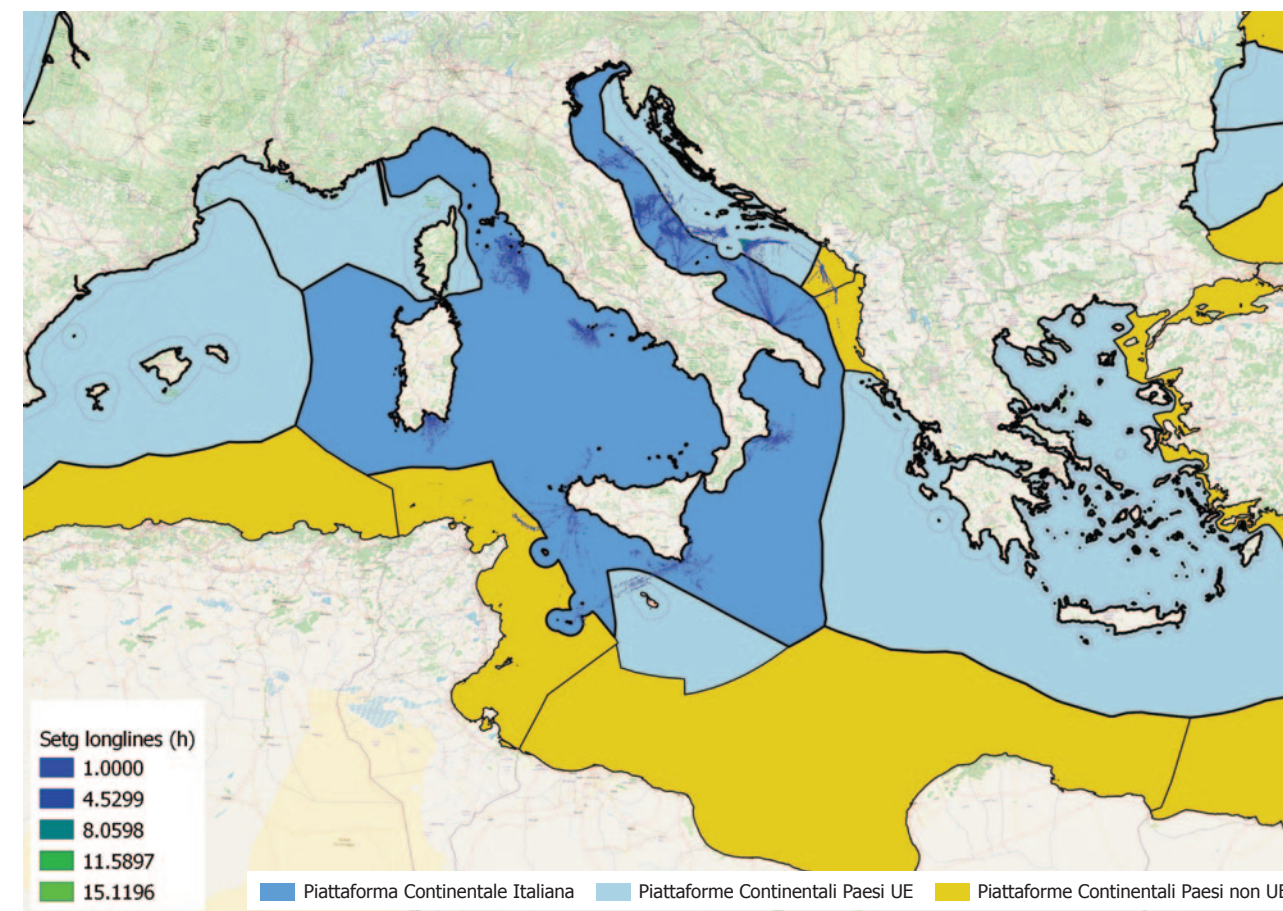 Setg longlines (h)
1.0000
4.5299
8.0598
11.5897
15.1196
Piattaforma Continentale Italiana
Piattaforme Continentali Paesi UE
Piattaforme Continentali Paesi non UE